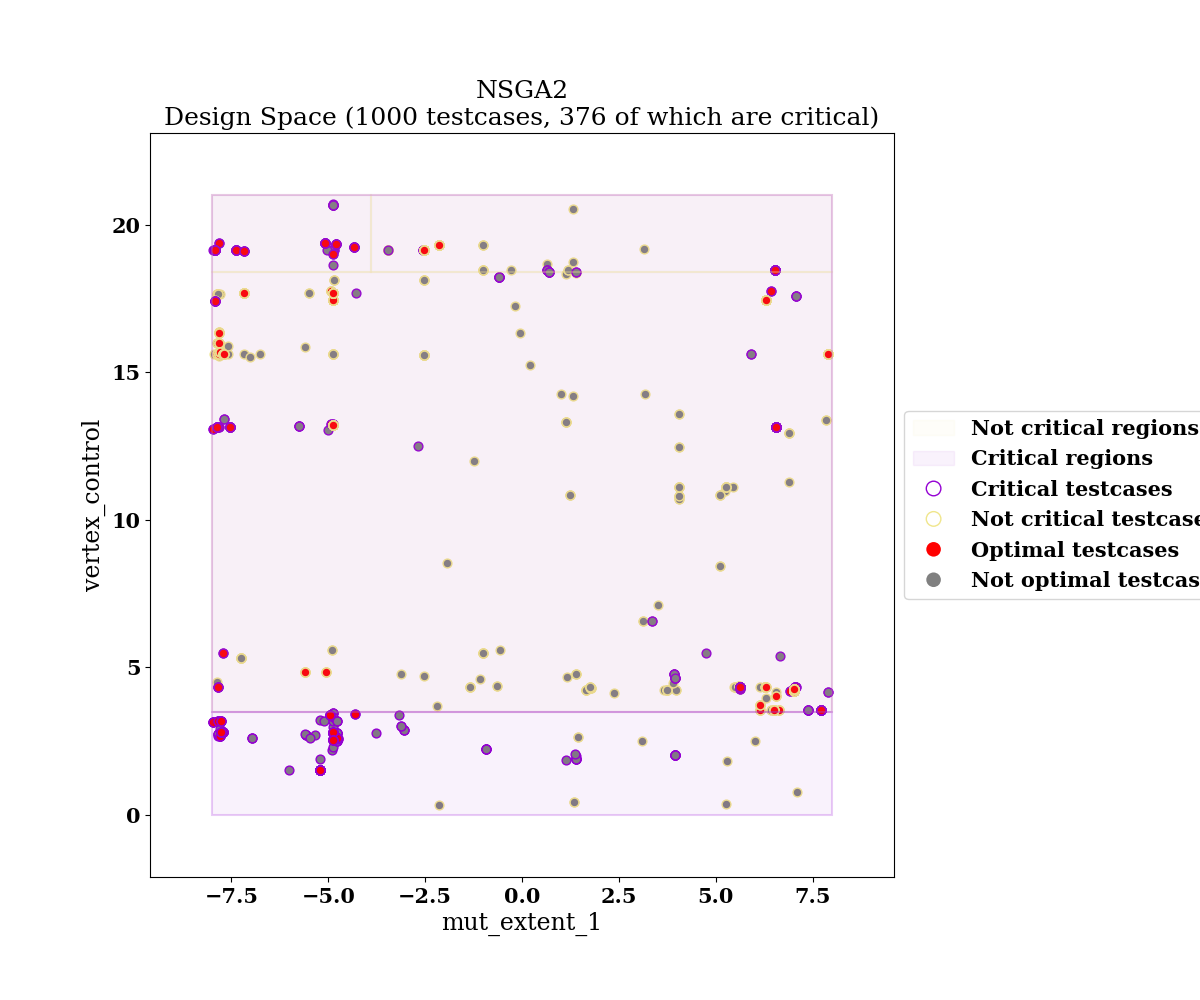 NSGA2
Design Space (1000 testcases, 376 of which are critical)
vertex_control
20
15
10
5
0
−7.5 −5.0 −2.5 0.0 2.5 5.0 7.5
mut_extent_1
Not critical regions
Critical regions
Critical testcases
Not critical testcase
Optimal testcases
Not optimal testcas